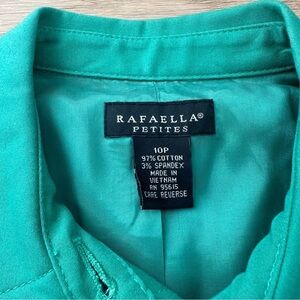 RAFAELLA®
PETITES
10P
97% COTTON
3% SPANDEX
MADE IN
VIETNAM
RN 95615
CARE REVERSE